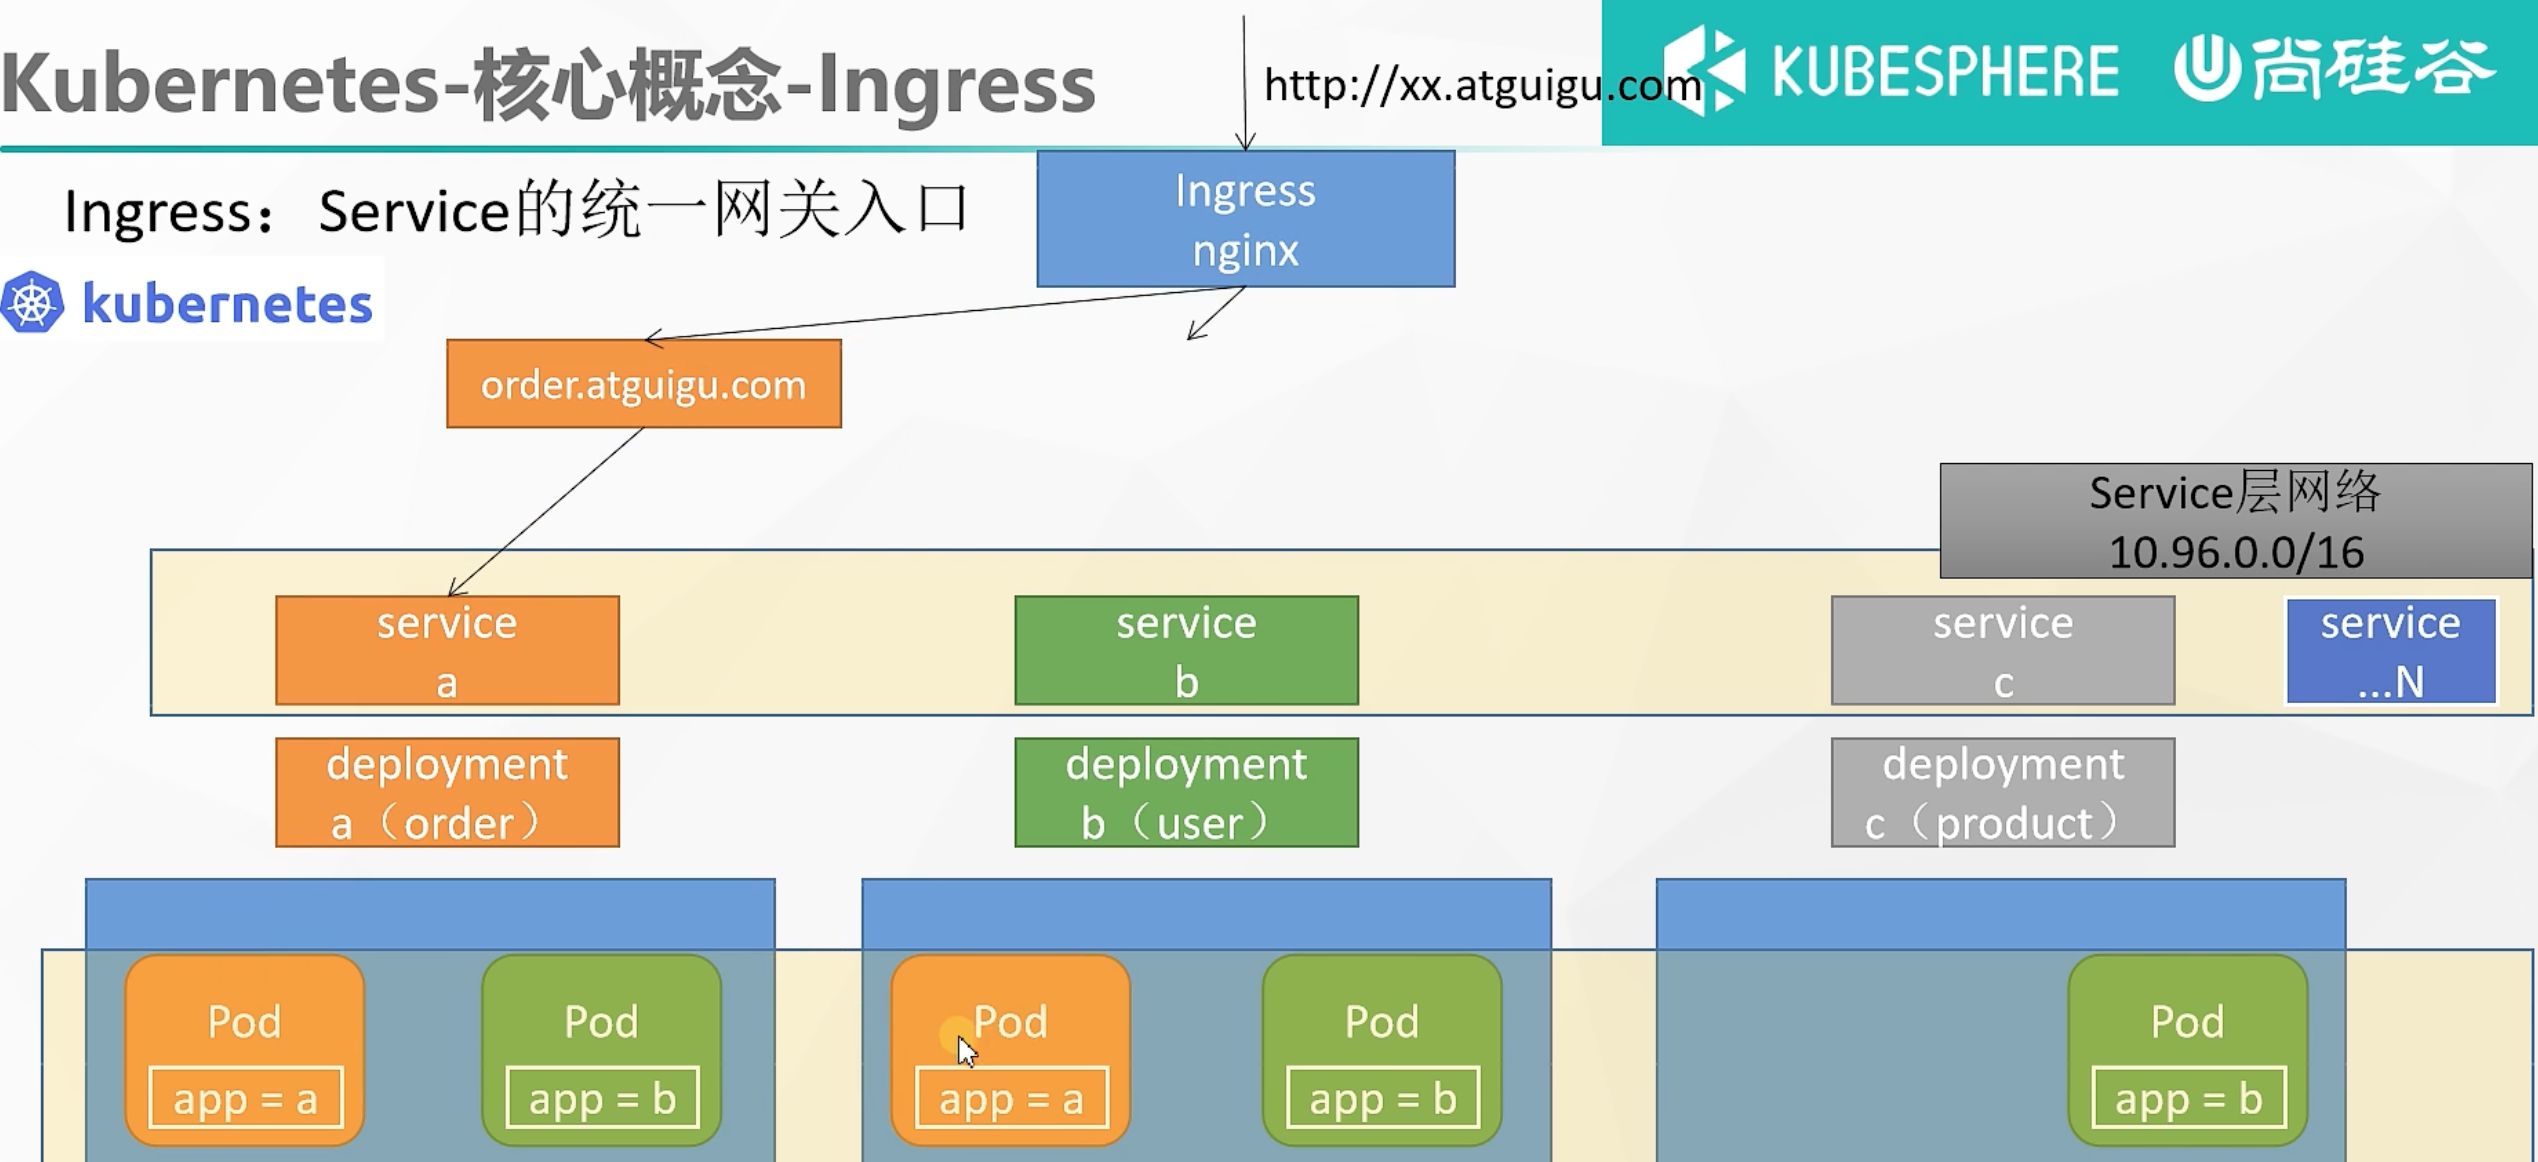 Kubernetes-核心概念-Ingress
http://xx.atguigu.com
KUBESPHERE
尚硅谷
Ingress：Service的统一网关入口
Ingress
nginx
kubernetes
order.atguigu.com
Service层网络
10.96.0.0/16
service
a
service
b
service
c
service
...N
deployment
a（order）
deployment
b（user）
deployment
c（product）
Pod
app = a
Pod
app = b
Pod
app = a
Pod
app = b
Pod
app = b